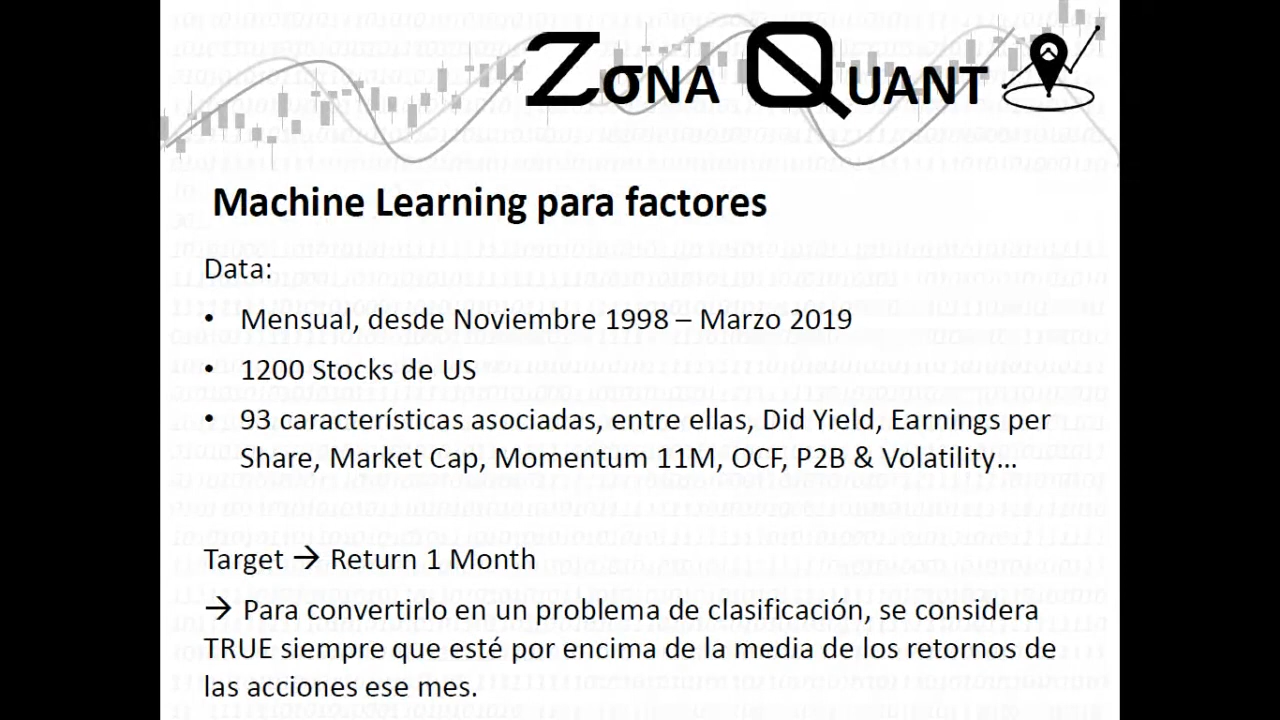 ZONA QUANT
Machine Learning para factores
Data:
• Mensual, desde Noviembre 1998 – Marzo 2019
• 1200 Stocks de US
• 93 características asociadas, entre ellas, Did Yield, Earnings per
Share, Market Cap, Momentum 11M, OCF, P2B & Volatility…
Target → Return 1 Month
→ Para convertirlo en un problema de clasificación, se considera
TRUE siempre que esté por encima de la media de los retornos de
las acciones ese mes.